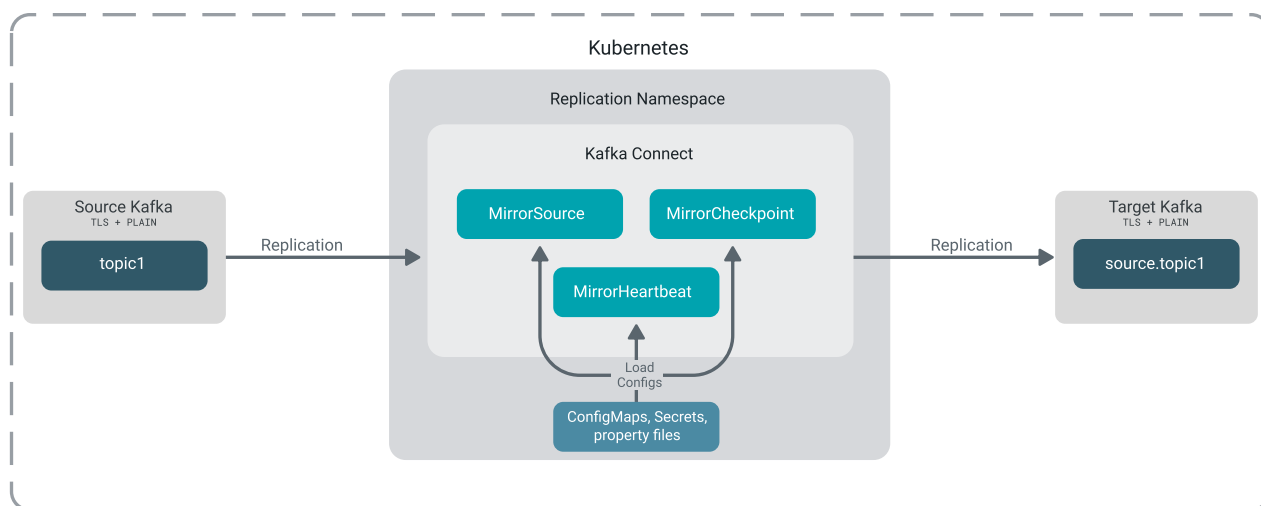 Kubernetes
Replication Namespace
Kafka Connect
Source Kafka
TLS + PLAIN
topic1
Replication
MirrorSource
MirrorCheckpoint
MirrorHeartbeat
Load
Configs
ConfigMaps, Secrets,
property files
Replication
Target Kafka
TLS + PLAIN
source.topic1